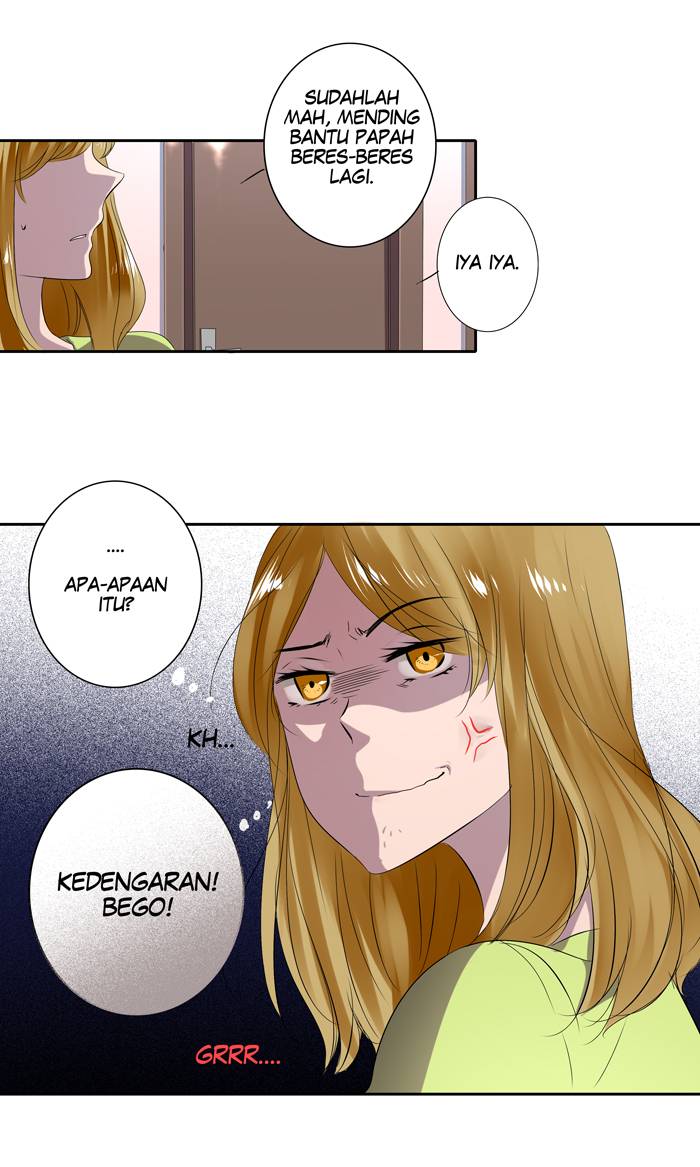 SUDAHLAH
MAH, MENDING
BANTU PAPAH
BERES-BERES
LAGI.
IYA IYA.
....
APA-APAAN
ITU?
KH...
KEDENGARAN!
BEGO!
GRRR....